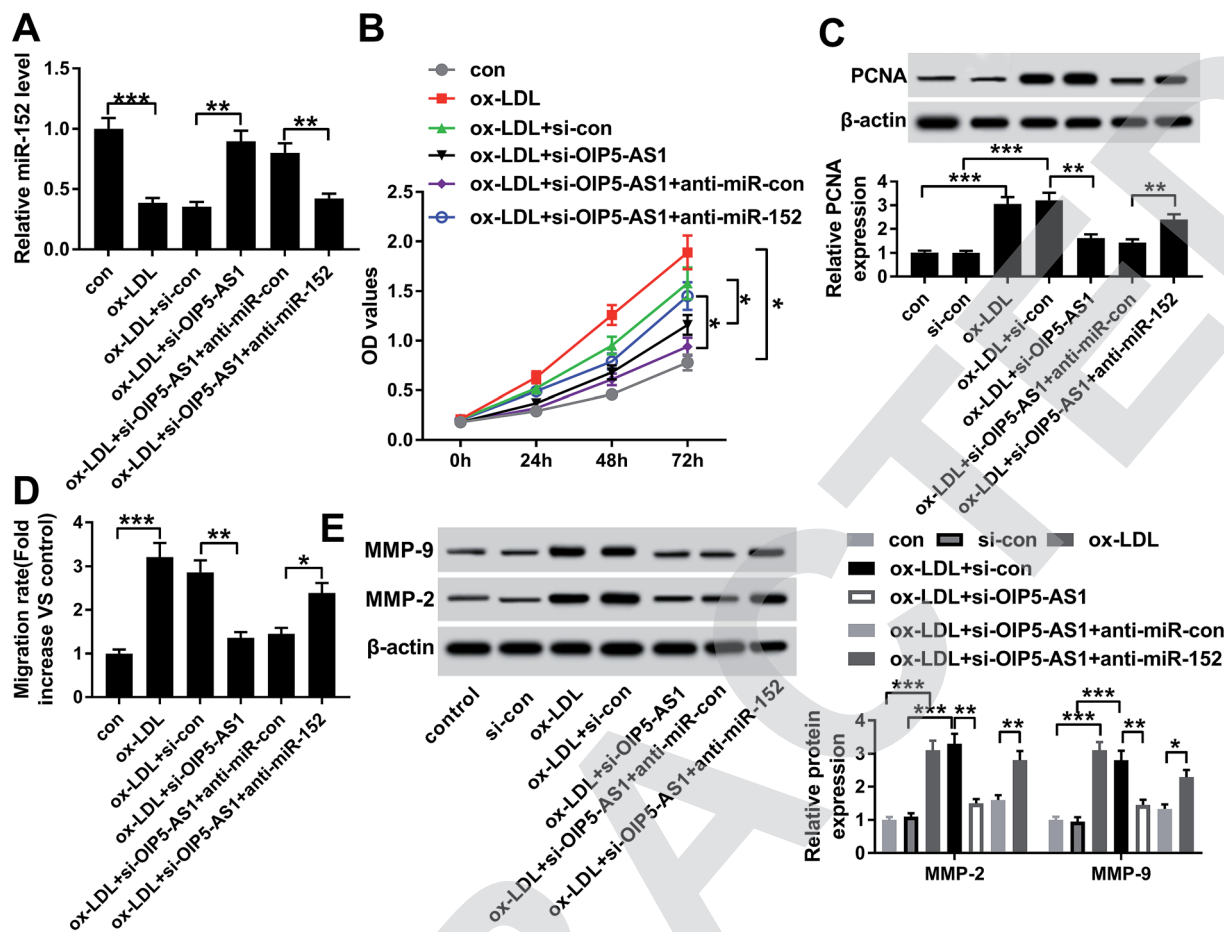 A
Relative miR-152 level
1.5
1.0
0.5
0.0
***
**
**
con
ox-LDL
ox-LDL+si-con
ox-LDL+si-OIP5-AS1
ox-LDL+si-OIP5-AS1+anti-miR-con
ox-LDL+si-OIP5-AS1+anti-miR-152
B
con
ox-LDL
ox-LDL+si-con
ox-LDL+si-OIP5-AS1
ox-LDL+si-OIP5-AS1+anti-miR-con
ox-LDL+si-OIP5-AS1+anti-miR-152
OD values
2.5
2.0
1.5
1.0
0.5
0.0
0h 24h 48h 72h
*
*
*
C
PCNA
β-actin
Relative PCNA
expression
4
3
2
1
0
***
***
**
**
con
si-con
ox-LDL
ox-LDL+si-con
ox-LDL+si-OIP5-AS1
ox-LDL+si-OIP5-AS1+anti-miR-con
ox-LDL+si-OIP5-AS1+anti-miR-152
D
Migration rate(Fold
increase VS control)
4
3
2
1
0
***
**
*
con
ox-LDL
ox-LDL+si-con
ox-LDL+si-OIP5-AS1
ox-LDL+si-OIP5-AS1+anti-miR-con
ox-LDL+si-OIP5-AS1+anti-miR-152
E
MMP-9
MMP-2
β-actin
control
si-con
ox-LDL
ox-LDL+si-con
ox-LDL+si-OIP5-AS1
ox-LDL+si-OIP5-AS1+anti-miR-con
ox-LDL+si-OIP5-AS1+anti-miR-152
con si-con ox-LDL
ox-LDL+si-con
ox-LDL+si-OIP5-AS1
ox-LDL+si-OIP5-AS1+anti-miR-con
ox-LDL+si-OIP5-AS1+anti-miR-152
Relative protein
expression
4
3
2
1
0
***
***
**
**
***
***
**
*
MMP-2 MMP-9